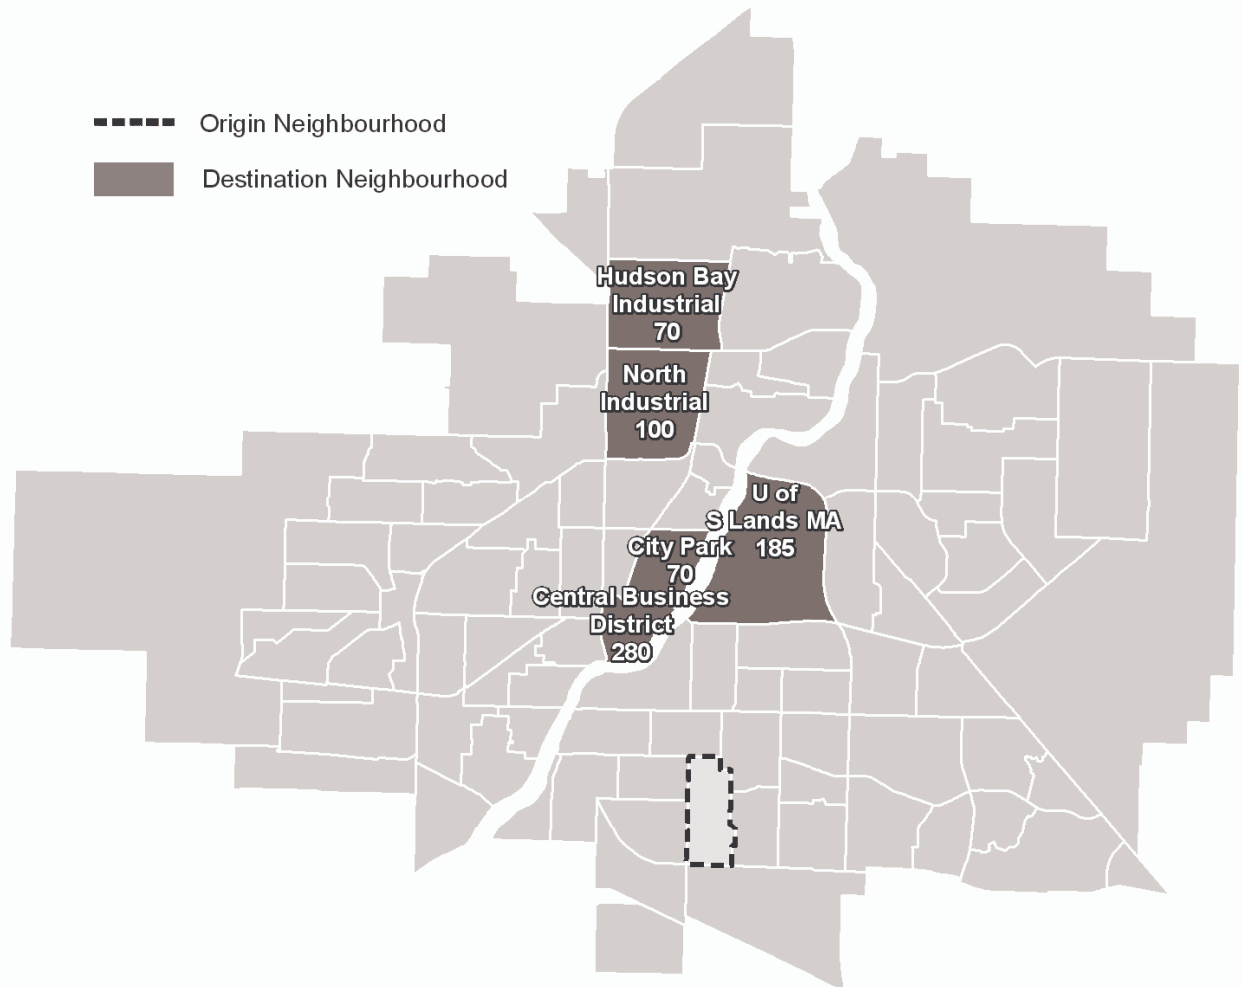 Origin Neighbourhood
Destination Neighbourhood
Hudson Bay
Industrial
70
North
Industrial
100
U of
S Lands MA
185
City Park
70
Central Business
District
280